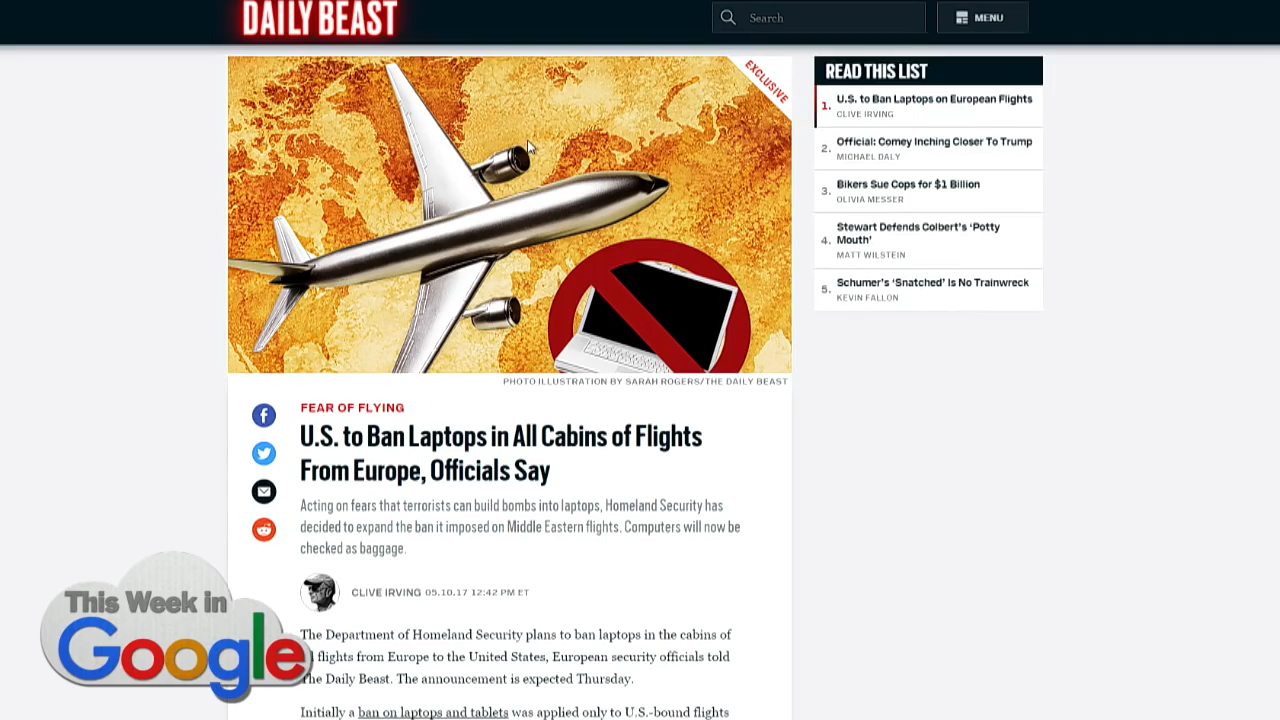 DAILY BEAST
Search
MENU
EXCLUSIVE
READ THIS LIST
1. U.S. to Ban Laptops on European Flights
CLIVE IRVING
2. Official: Comey Inching Closer To Trump
MICHAEL DALY
3. Bikers Sue Cops for $1 Billion
OLIVIA MESSER
4. Stewart Defends Colbert's ‘Potty
Mouth’
MATT WILSTEIN
5. Schumer's ‘Snatched’ Is No Trainwreck
KEVIN FALLON
PHOTO ILLUSTRATION BY SARAH ROGERS/THE DAILY BEAST
FEAR OF FLYING
U.S. to Ban Laptops in All Cabins of Flights
From Europe, Officials Say
Acting on fears that terrorists can build bombs into laptops, Homeland Security has
decided to expand the ban it imposed on Middle Eastern flights. Computers will now be
checked as baggage.
CLIVE IRVING 05.10.17 12:42 PM ET
The Department of Homeland Security plans to ban laptops in the cabins of
flights from Europe to the United States, European security officials told
The Daily Beast. The announcement is expected Thursday.
Initially a ban on laptops and tablets was applied only to U.S.-bound flights
This Week in
Google